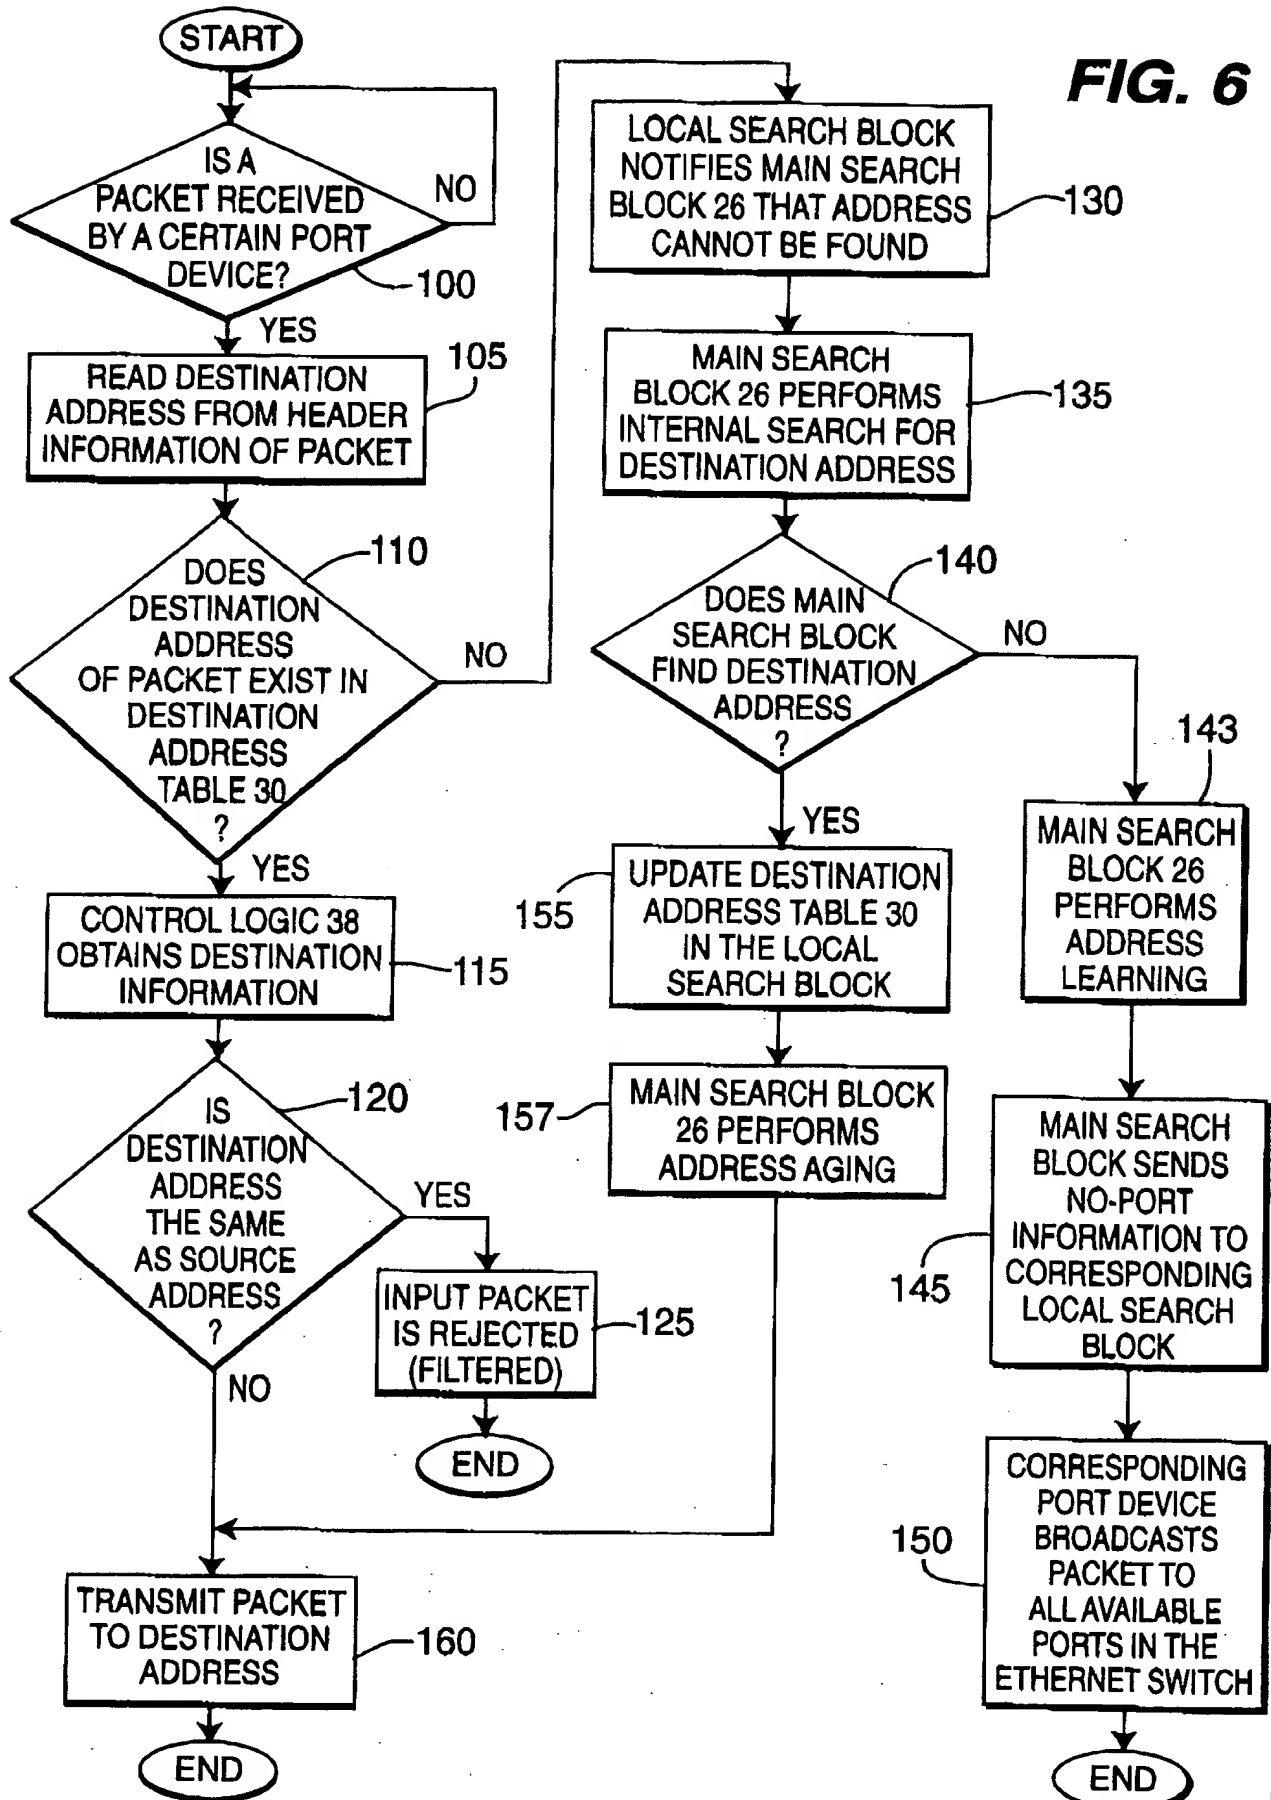 FIG. 6
START
IS A
PACKET RECEIVED
BY A CERTAIN PORT
DEVICE?
100
NO
YES
READ DESTINATION
ADDRESS FROM HEADER
INFORMATION OF PACKET
105
DOES
DESTINATION
ADDRESS
OF PACKET EXIST IN
DESTINATION
ADDRESS
TABLE 30
?
110
NO
YES
CONTROL LOGIC 38
OBTAINS DESTINATION
INFORMATION
115
IS
DESTINATION
ADDRESS
THE SAME
AS SOURCE
ADDRESS
?
120
YES
INPUT PACKET
IS REJECTED
(FILTERED)
125
END
NO
TRANSMIT PACKET
TO DESTINATION
ADDRESS
160
END
LOCAL SEARCH BLOCK
NOTIFIES MAIN SEARCH
BLOCK 26 THAT ADDRESS
CANNOT BE FOUND
130
MAIN SEARCH
BLOCK 26 PERFORMS
INTERNAL SEARCH FOR
DESTINATION ADDRESS
135
DOES MAIN
SEARCH BLOCK
FIND DESTINATION
ADDRESS
?
140
NO
YES
UPDATE DESTINATION
ADDRESS TABLE 30
IN THE LOCAL
SEARCH BLOCK
155
MAIN SEARCH BLOCK
26 PERFORMS
ADDRESS AGING
157
143
MAIN SEARCH
BLOCK 26
PERFORMS
ADDRESS
LEARNING
MAIN SEARCH
BLOCK SENDS
NO-PORT
INFORMATION TO
CORRESPONDING
LOCAL SEARCH
BLOCK
145
CORRESPONDING
PORT DEVICE
BROADCASTS
PACKET TO
ALL AVAILABLE
PORTS IN THE
ETHERNET SWITCH
150
END